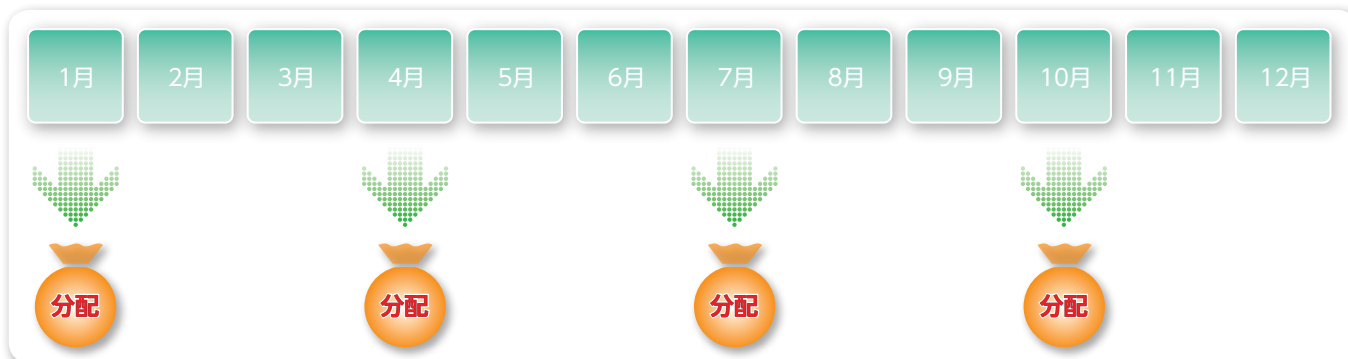 1月 2月 3月 4月 5月 6月 7月 8月 9月 10月 11月 12月
分配 分配 分配 分配